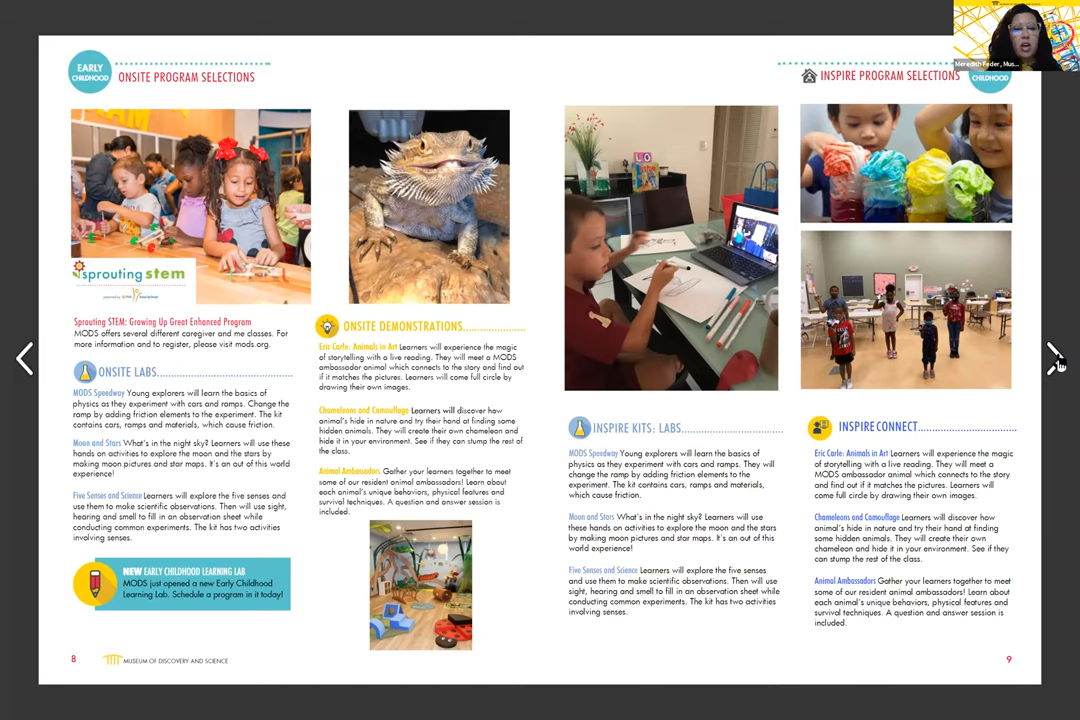 EARLY
CHILDHOOD
ONSITE PROGRAM SELECTIONS
sproutingstem
Sprouting STEM: Growing Up Great Enhanced Program
MODS offers several different caregiver and me classes. For
more information and to register, please visit mods.org.
ONSITE LABS
MODS Speedway Young explorers will learn the basics of
physics as they experiment with cars and ramps. Change the
ramp by adding friction elements to the experiment. The kit
contains cars, ramps and materials, which cause friction.
Moon and Stars What's in the night sky? Learners will use these
hands on activities to explore the moon and the stars by
making moon pictures and star maps. It's an out of this world
experience!
Five Senses and Science Learners will explore the five senses and
use them to make scientific observations. Then will use sight,
hearing and smell to fill in an observation sheet while
conducting common experiments. The kit has two activities
involving senses.
NEW EARLY CHILDHOOD LEARNING LAB
MODS just opened a new Early Childhood
Learning Lab. Schedule a program in it today!
8
MUSEUM OF DISCOVERY AND SCIENCE
ONSITE DEMONSTRATIONS
Eric Carle: Animals in Art Learners will experience the magic
of storytelling with a live reading. They will meet a MODS
ambassador animal which connects to the story and find out
if it matches the pictures. Learners will come full circle by
drawing their own images.
Chameleons and Camouflage Learners will discover how
animal's hide in nature and try their hand at finding some
hidden animals. They will create their own chameleon and
hide it in your environment. See if they can stump the rest of
the class.
Animal Ambassadors Gather your learners together to meet
some of our resident animal ambassadors! Learn about
each animal's unique behaviors, physical features and
survival techniques. A question and answer session is
included.
INSPIRE PROGRAM SELECTIONS
CHILDHOOD
Meredith Feder, Mus...
INSPIRE KITS: LABS
MODS Speedway Young explorers will learn the basics of
physics as they experiment with cars and ramps. They will
change the ramp by adding friction elements to the
experiment. The kit contains cars, ramps and materials,
which cause friction.
Moon and Stars What's in the night sky? Learners will use
these hands on activities to explore the moon and the stars
by making moon pictures and star maps. It's an out of this
world experience!
Five Senses and Science Learners will explore the five senses
and use them to make scientific observations. Then will use
sight, hearing and smell to fill in an observation sheet while
conducting common experiments. The kit has two activities
involving senses.
INSPIRE CONNECT
Eric Carle: Animals in Art Learners will experience the magic
of storytelling with a live reading. They will meet a
MODS ambassador animal which connects to the story
and find out if it matches the pictures. Learners will
come full circle by drawing their own images.
Chameleons and Camouflage Learners will discover how
animal's hide in nature and try their hand at finding
some hidden animals. They will create their own
chameleon and hide it in your environment. See if they
can stump the rest of the class.
Animal Ambassadors Gather your learners together to meet
some of our resident animal ambassadors! Learn about
each animal's unique behaviors, physical features and
survival techniques. A question and answer session is
included.
9